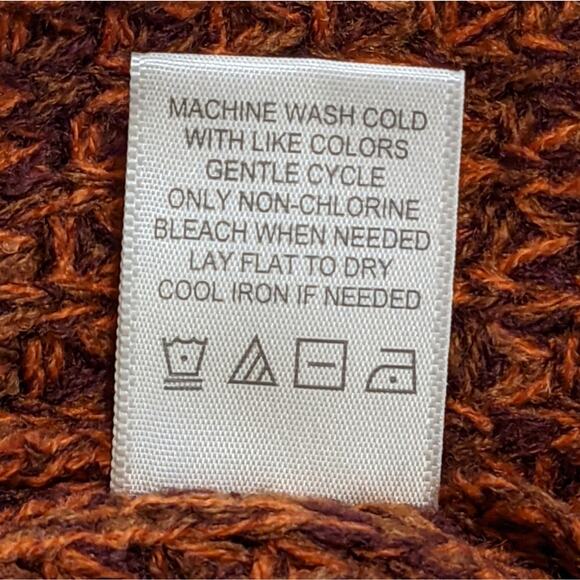 MACHINE WASH COLD
WITH LIKE COLORS
GENTLE CYCLE
ONLY NON-CHLORINE
BLEACH WHEN NEEDED
LAY FLAT TO DRY
COOL IRON IF NEEDED